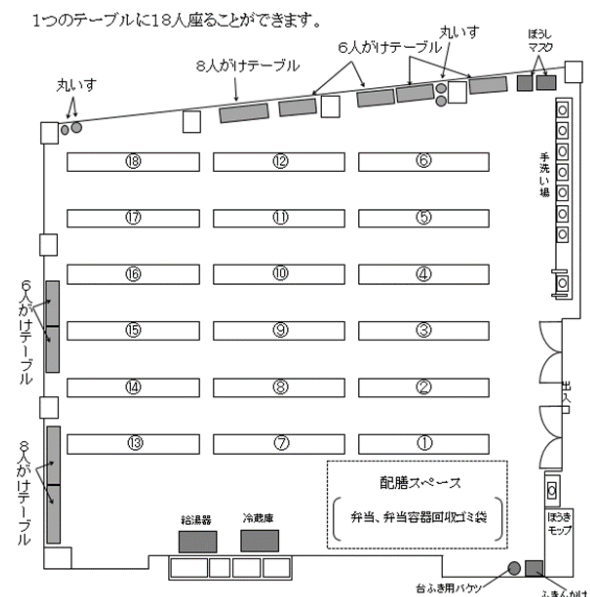 1つのテーブルに18人座ることができます。
丸いす
ぼうし
マスク
6人がけテーブル
8人がけテーブル
丸いす
手洗い場
⑱ ⑫ ⑥
⑰ ⑪ ⑤
⑯ ⑩ ④
6人がけテーブル
⑮ ⑨ ③
⑭ ⑧ ②
出入口
8人がけテーブル
⑬ ⑦ ①
配膳スペース
弁当、弁当容器回収ゴミ袋
給湯器
冷蔵庫
ほうき
モップ
台ふき用バケツ
ふきんかけ